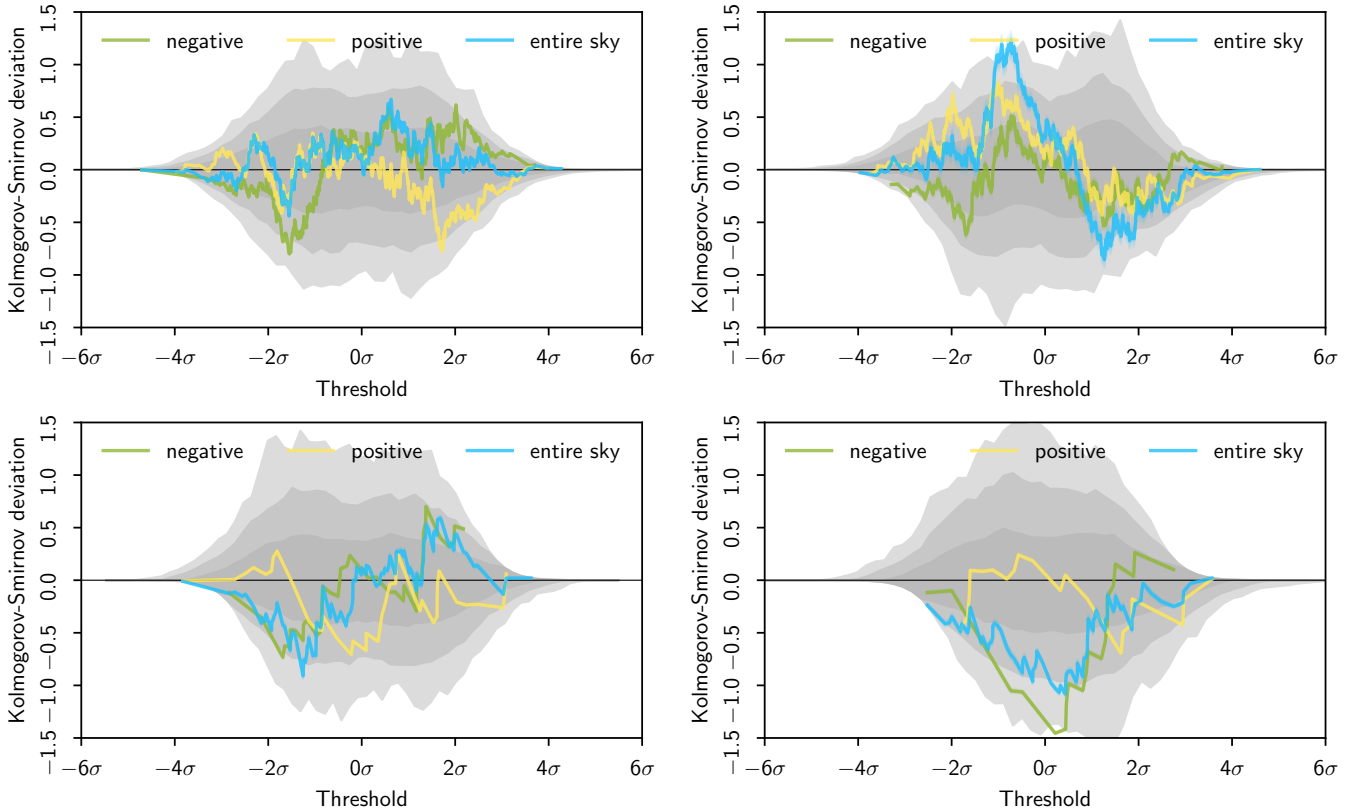 negative positive entire sky
Kolmogorov-Smirnov deviation
1.5
1.0
0.5
0.0
−0.5
−1.0
−1.5
−6σ −4σ −2σ 0σ 2σ 4σ 6σ
Threshold
negative positive entire sky
Kolmogorov-Smirnov deviation
1.5
1.0
0.5
0.0
−0.5
−1.0
−1.5
−6σ −4σ −2σ 0σ 2σ 4σ 6σ
Threshold
negative positive entire sky
Kolmogorov-Smirnov deviation
1.5
1.0
0.5
0.0
−0.5
−1.0
−1.5
−6σ −4σ −2σ 0σ 2σ 4σ 6σ
Threshold
negative positive entire sky
Kolmogorov-Smirnov deviation
1.5
1.0
0.5
0.0
−0.5
−1.0
−1.5
−6σ −4σ −2σ 0σ 2σ 4σ 6σ
Threshold